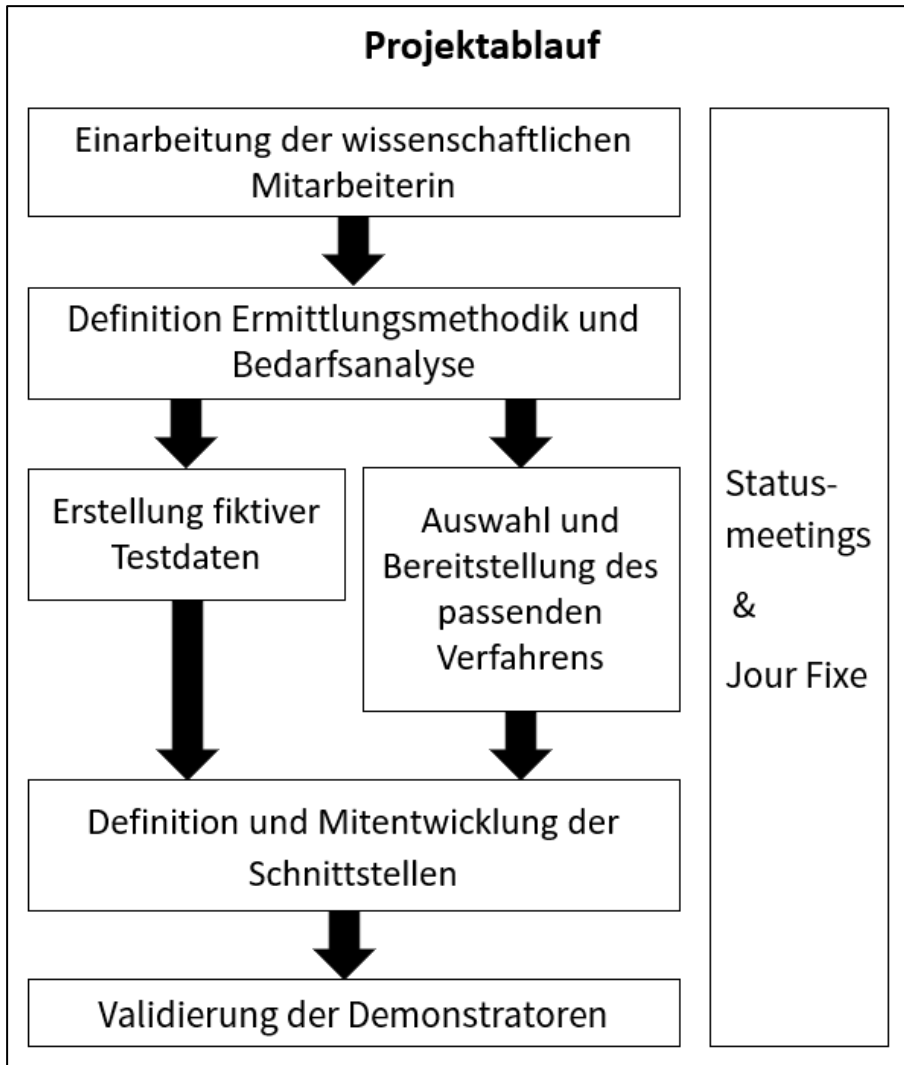 Projektablauf
Einarbeitung der wissenschaftlichen
Mitarbeiterin
Definition Ermittlungsmethodik und
Bedarfsanalyse
Erstellung fiktiver
Testdaten
Auswahl und
Bereitstellung des
passenden
Verfahrens
Definition und Mitentwicklung der
Schnittstellen
Validierung der Demonstratoren
Status-
meetings
&
Jour Fixe